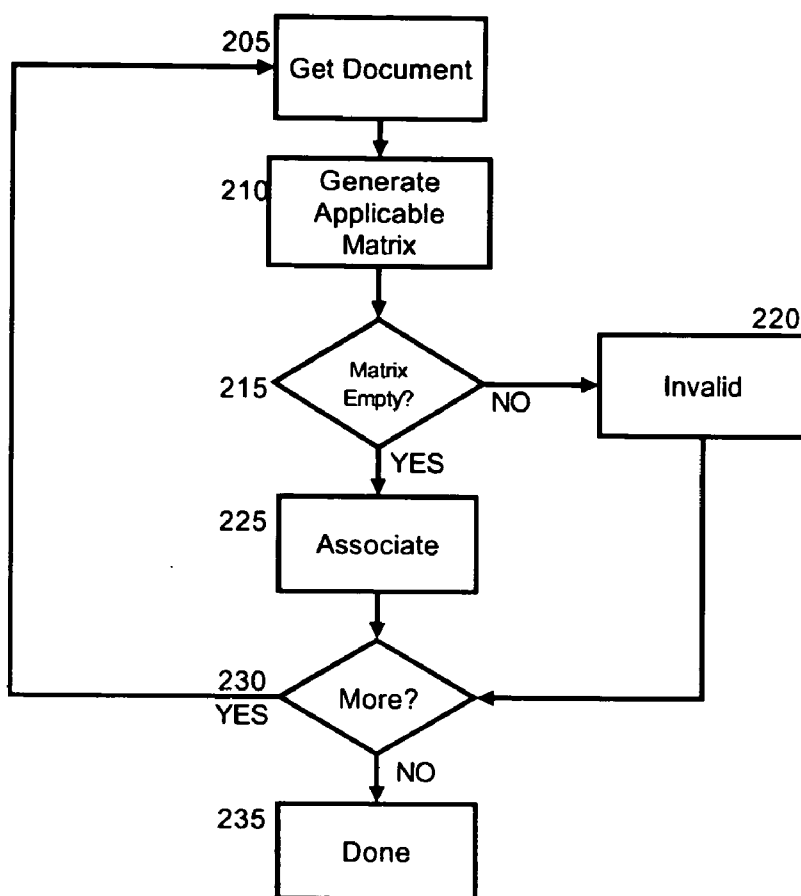 205
Get Document
210
Generate
Applicable
Matrix
215
Matrix
Empty?
NO
220
Invalid
YES
225
Associate
230
YES
More?
NO
235
Done